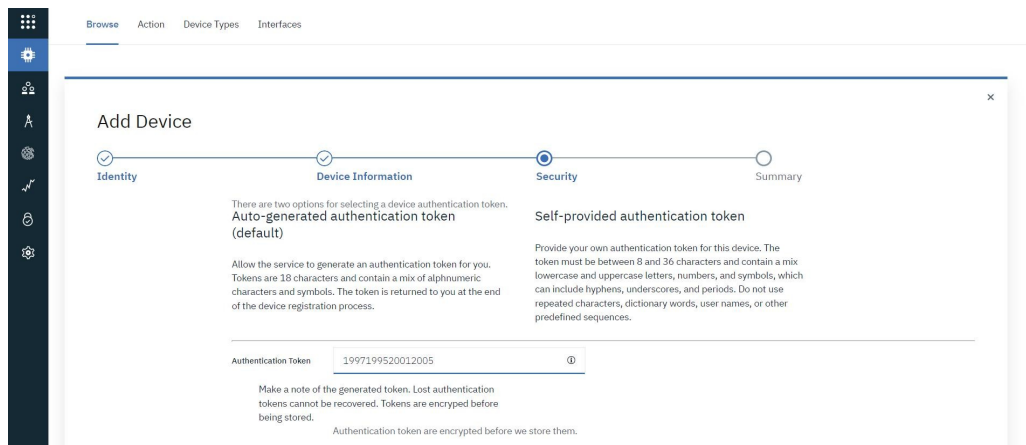 Browse Action Device Types Interfaces
Add Device
Identity Device Information Security Summary
There are two options for selecting a device authentication token.
Auto-generated authentication token
(default)
Allow the service to generate an authentication token for you.
Tokens are 18 characters and contain a mix of alphnumeric
characters and symbols. The token is returned to you at the end
of the device registration process.
Self-provided authentication token
Provide your own authentication token for this device. The
token must be between 8 and 36 characters and contain a mix
lowercase and uppercase letters, numbers, and symbols, which
can include hyphens, underscores, and periods. Do not use
repeated characters, dictionary words, user names, or other
predefined sequences.
Authentication Token 1997199520012005
Make a note of the generated token. Lost authentication
tokens cannot be recovered. Tokens are encryped before
being stored.
Authentication token are encrypted before we store them.